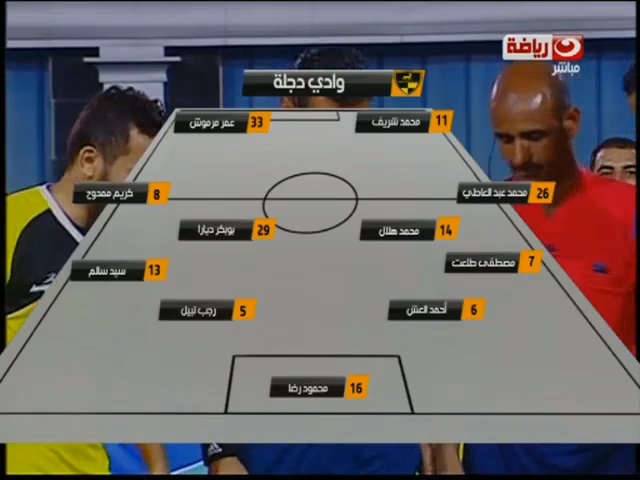 رياضة
مباشر
وادي دجلة
محمد شريف 11
عمر مرموش 33
محمد عبد العاطي 26
كريم ممدوح 8
محمد هلال 14
بوبكر ديارا 29
مصطفى طلعت 7
سيد سالم 13
أحمد العش 6
رجب نبيل 5
محمود رضا 16